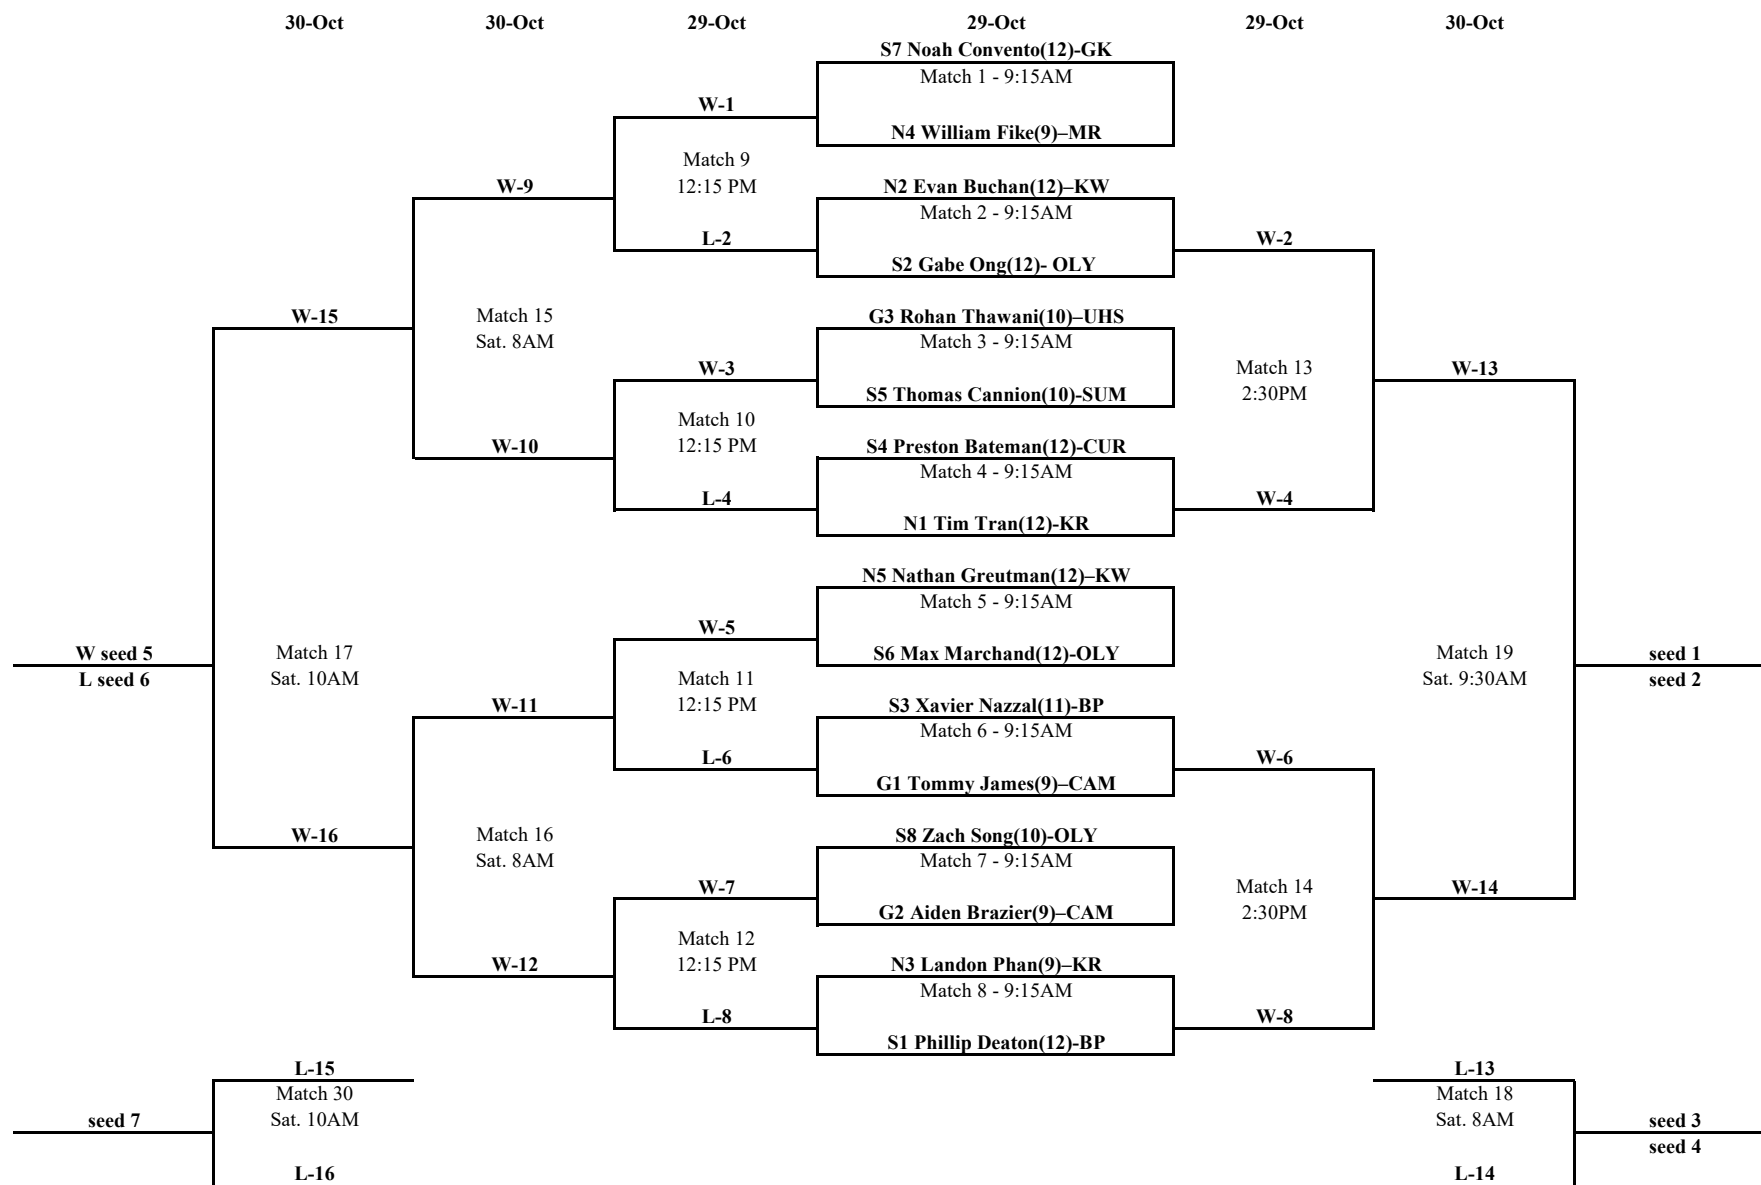 30-Oct 30-Oct 29-Oct 29-Oct 29-Oct 30-Oct
S7 Noah Convento(12)-GK
Match 1 - 9:15AM
W-1
N4 William Fike(9)–MR
Match 9
W-9 12:15 PM N2 Evan Buchan(12)–KW
Match 2 - 9:15AM
L-2 W-2
S2 Gabe Ong(12)- OLY
W-15 Match 15 G3 Rohan Thawani(10)–UHS
Sat. 8AM Match 3 - 9:15AM
W-3 Match 13 W-13
S5 Thomas Cannion(10)-SUM 2:30PM
Match 10
W-10 12:15 PM S4 Preston Bateman(12)-CUR
Match 4 - 9:15AM
L-4 W-4
N1 Tim Tran(12)-KR
N5 Nathan Greutman(12)–KW
Match 5 - 9:15AM
W-5
W seed 5 Match 17 S6 Max Marchand(12)-OLY Match 19 seed 1
L seed 6 Sat. 10AM Match 11 Sat. 9:30AM seed 2
W-11 12:15 PM S3 Xavier Nazzal(11)-BP
Match 6 - 9:15AM
L-6 W-6
G1 Tommy James(9)–CAM
W-16 Match 16 S8 Zach Song(10)-OLY
Sat. 8AM Match 7 - 9:15AM
W-7 Match 14 W-14
G2 Aiden Brazier(9)–CAM 2:30PM
Match 12
W-12 12:15 PM N3 Landon Phan(9)–KR
Match 8 - 9:15AM
L-8 W-8
S1 Phillip Deaton(12)-BP
L-15 L-13
Match 30 Match 18
seed 7 Sat. 10AM Sat. 8AM seed 3
seed 4
L-16 L-14